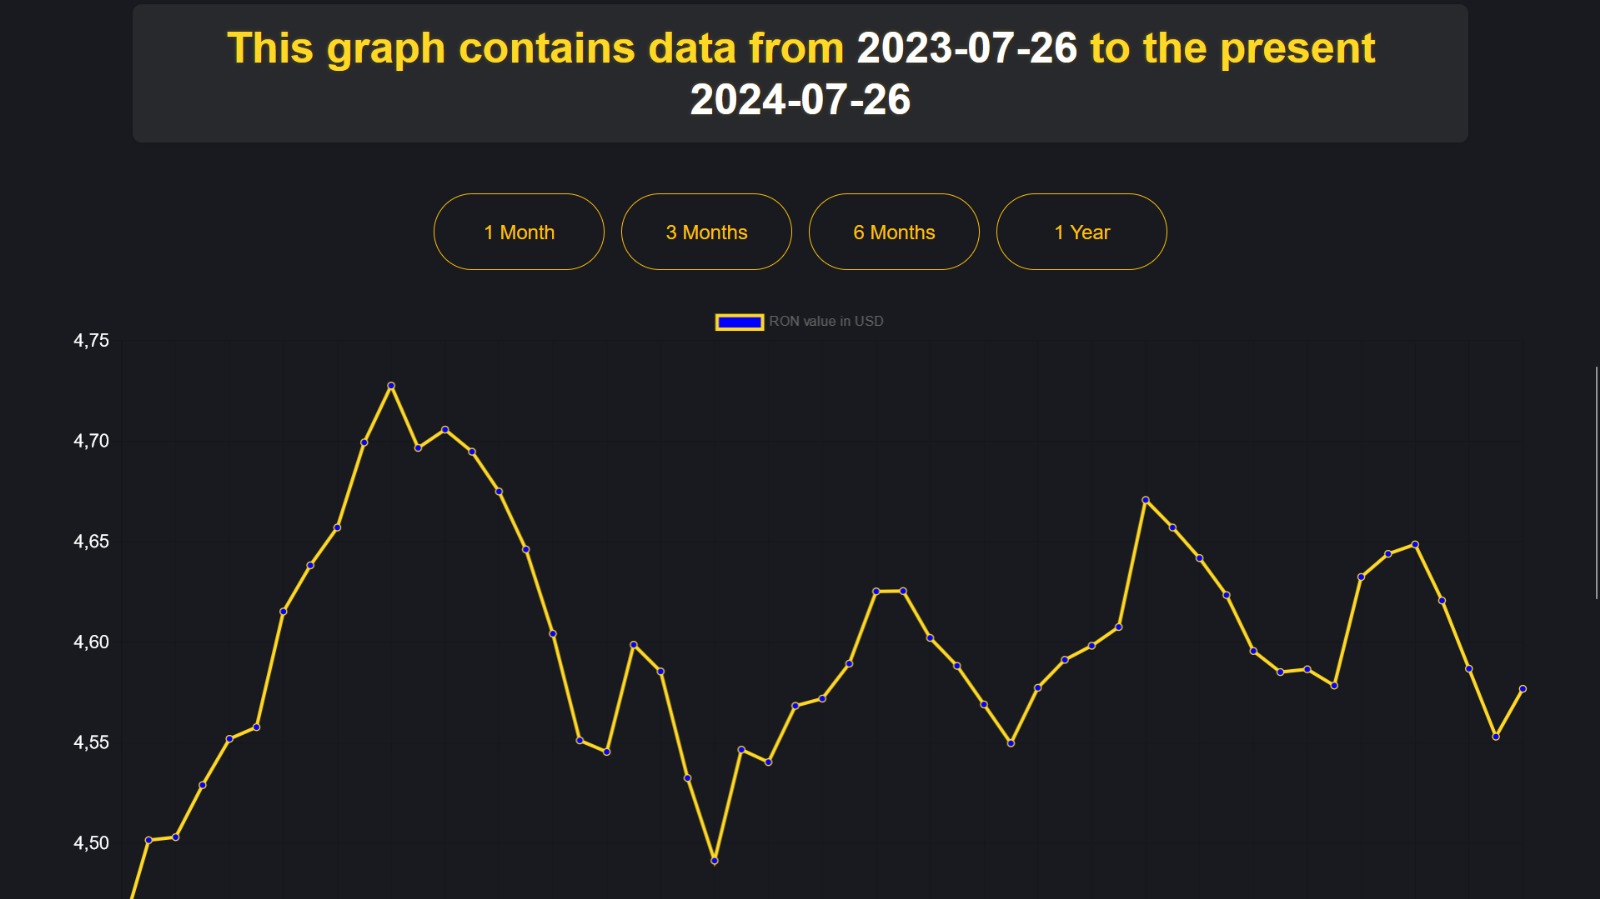 This graph contains data from 2023-07-26 to the present
2024-07-26
1 Month
3 Months
6 Months
1 Year
RON value in USD
4,75
4,70
4,65
4,60
4,55
4,50